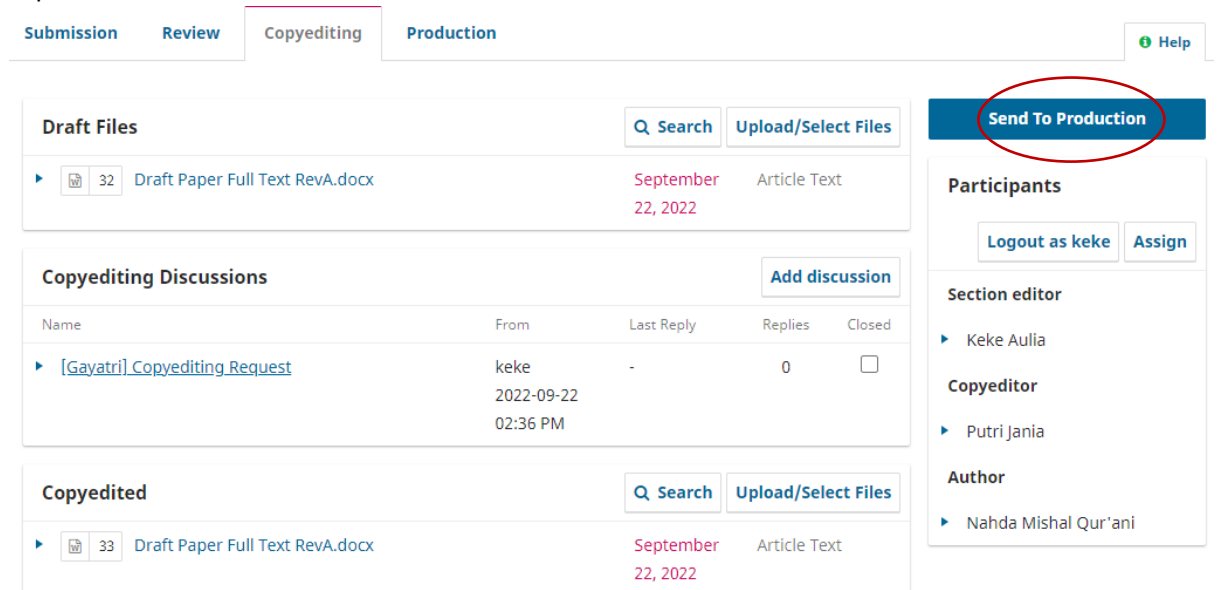 Submission Review Copyediting Production
Help
Draft Files Search Upload/Select Files
32 Draft Paper Full Text RevA.docx September 22, 2022 Article Text
Copyediting Discussions Add discussion
Name From Last Reply Replies Closed
[Gayatri] Copyediting Request keke - 0
2022-09-22
02:36 PM
Copyedited Search Upload/Select Files
33 Draft Paper Full Text RevA.docx September 22, 2022 Article Text
Send To Production
Participants
Logout as keke Assign
Section editor
Keke Aulia
Copyeditor
Putri Jania
Author
Nahda Mishal Qur'ani